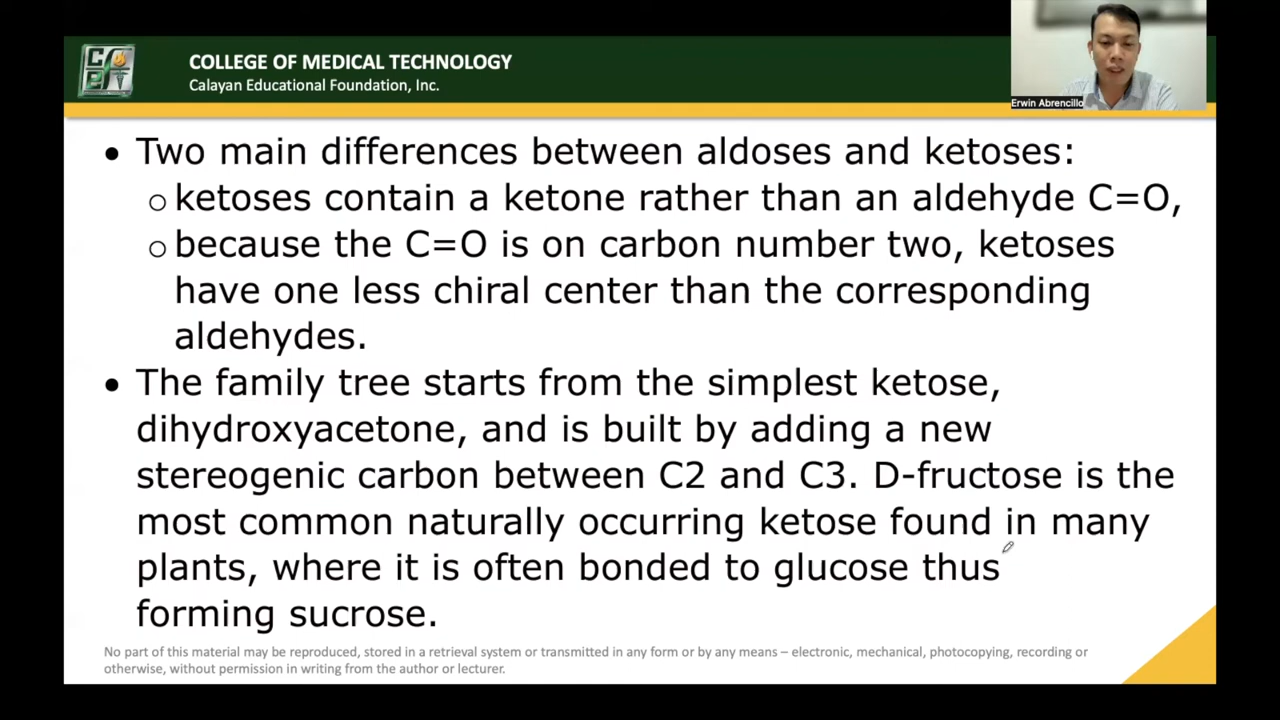 COLLEGE OF MEDICAL TECHNOLOGY
Calayan Educational Foundation, Inc.
Erwin Abrencillo
• Two main differences between aldoses and ketoses:
o ketoses contain a ketone rather than an aldehyde C=O,
o because the C=O is on carbon number two, ketoses
have one less chiral center than the corresponding
aldehydes.
• The family tree starts from the simplest ketose,
dihydroxyacetone, and is built by adding a new
stereogenic carbon between C2 and C3. D-fructose is the
most common naturally occurring ketose found in many
plants, where it is often bonded to glucose thus
forming sucrose.
No part of this material may be reproduced, stored in a retrieval system or transmitted in any form or by any means – electronic, mechanical, photocopying, recording or
otherwise, without permission in writing from the author or lecturer.